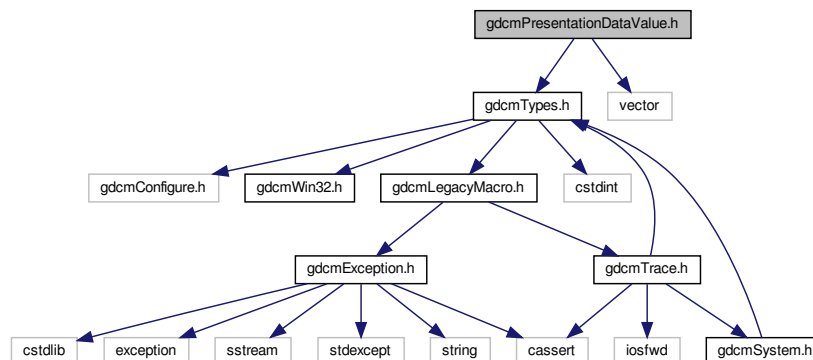 gdcmPresentationDataValue.h
gdcmTypes.h
vector
gdcmConfigure.h
gdcmWin32.h
gdcmLegacyMacro.h
cstdint
gdcmException.h
gdcmTrace.h
cstdlib
exception
sstream
stdexcept
string
cassert
iosfwd
gdcmSystem.h